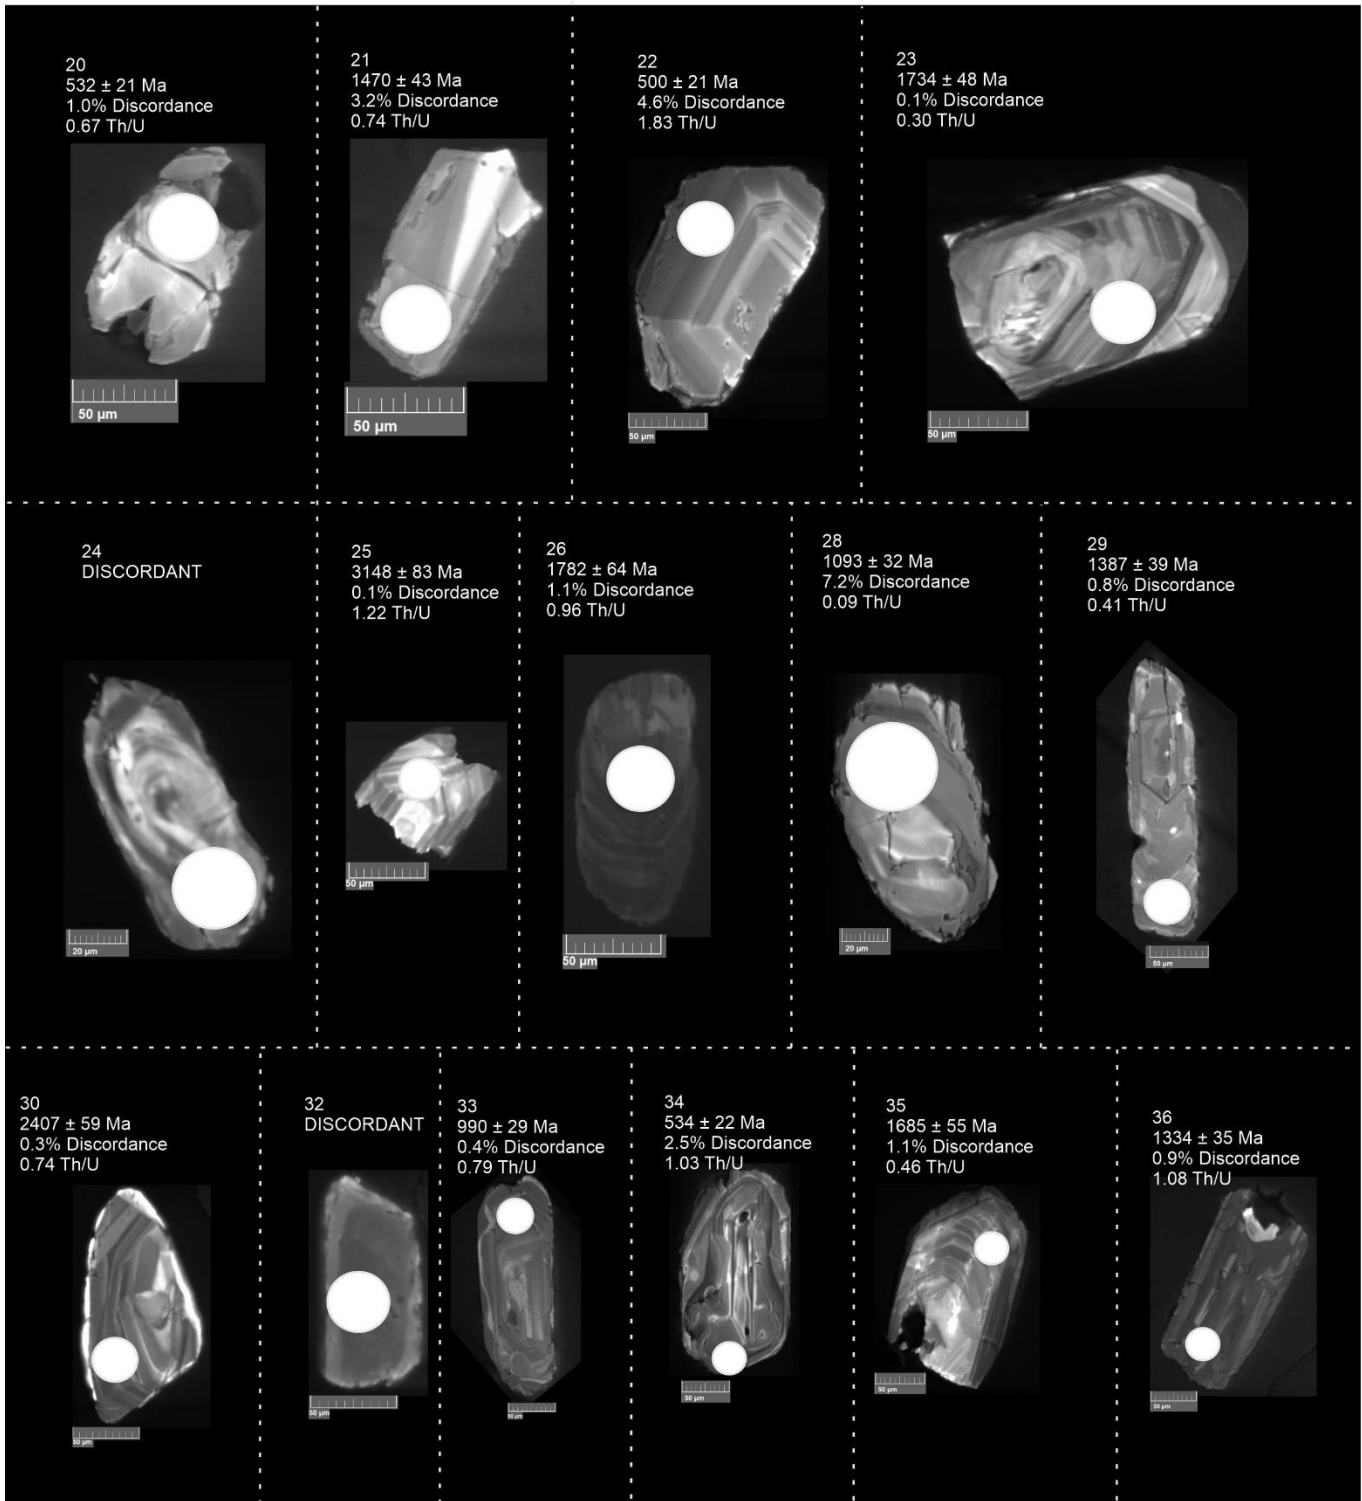 20
532 ± 21 Ma
1.0% Discordance
0.67 Th/U
50 µm
21
1470 ± 43 Ma
3.2% Discordance
0.74 Th/U
50 µm
22
500 ± 21 Ma
4.6% Discordance
1.83 Th/U
50 µm
23
1734 ± 48 Ma
0.1% Discordance
0.30 Th/U
50 µm
24
DISCORDANT
20 µm
25
3148 ± 83 Ma
0.1% Discordance
1.22 Th/U
50 µm
26
1782 ± 64 Ma
1.1% Discordance
0.96 Th/U
50 µm
28
1093 ± 32 Ma
7.2% Discordance
0.09 Th/U
20 µm
29
1387 ± 39 Ma
0.8% Discordance
0.41 Th/U
50 µm
30
2407 ± 59 Ma
0.3% Discordance
0.74 Th/U
50 µm
32
DISCORDANT
50 µm
33
990 ± 29 Ma
0.4% Discordance
0.79 Th/U
50 µm
34
534 ± 22 Ma
2.5% Discordance
1.03 Th/U
50 µm
35
1685 ± 55 Ma
1.1% Discordance
0.46 Th/U
50 µm
36
1334 ± 35 Ma
0.9% Discordance
1.08 Th/U
50 µm